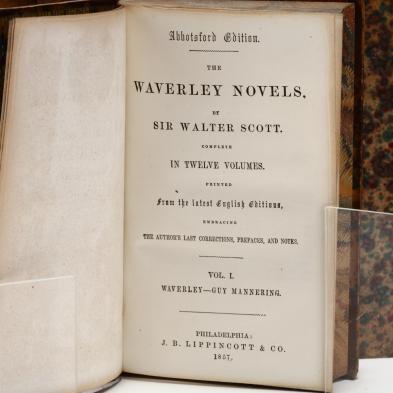 Abbotsford Edition.
THE
WAVERLEY NOVELS,
BY
SIR WALTER SCOTT.
COMPLETE
IN TWELVE VOLUMES.
PRINTED
From the latest English Editions,
EMBRACING
THE AUTHOR'S LAST CORRECTIONS, PREFACES, AND NOTES.
VOL. I.
WAVERLEY—GUY MANNERING.
PHILADELPHIA:
J. B. LIPPINCOTT & CO.
1857.